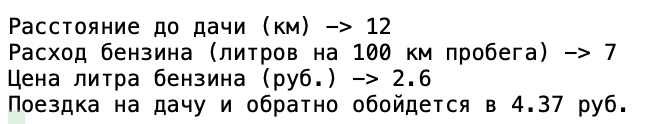 Расстояние до дачи (км) -> 12
Расход бензина (литров на 100 км пробега) -> 7
Цена литра бензина (руб.) -> 2.6
Поездка на дачу и обратно обойдется в 4.37 руб.